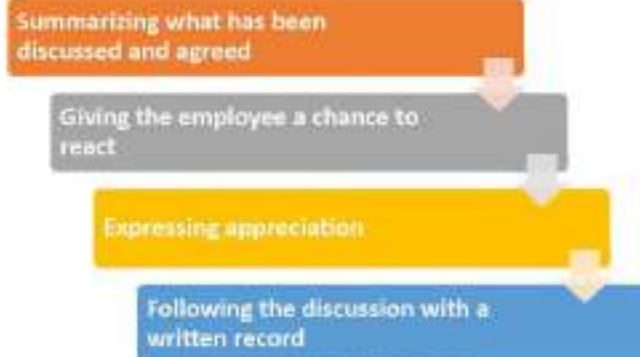 Summarizing what has been
discussed and agreed
Giving the employee a chance to
react
Expressing appreciation
Following the discussion with a
written record